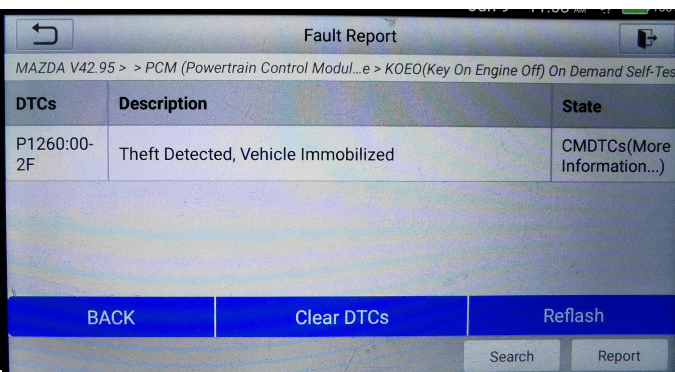 Fault Report
MAZDA V42.95 > > PCM (Powertrain Control Modul...e > KOEO(Key On Engine Off) On Demand Self-Tes
DTCs Description State
P1260:00-
2F
Theft Detected, Vehicle Immobilized
CMDTCs(More
Information...)
BACK Clear DTCs Reflash
Search Report